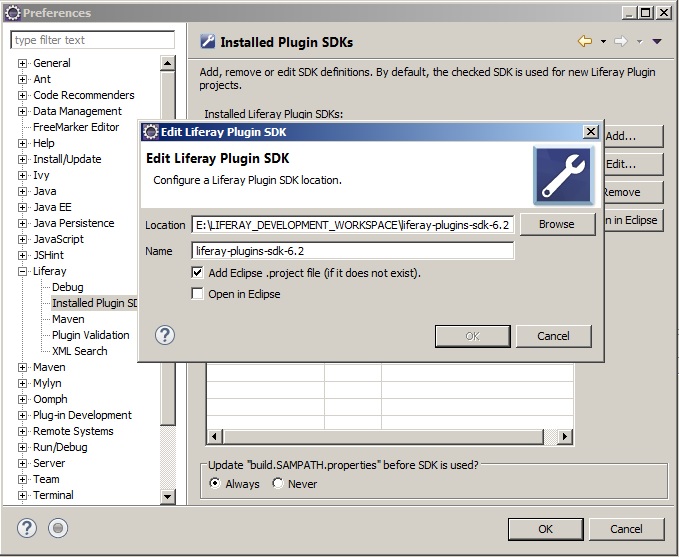 Preferences
type filter text
General
Ant
Code Recommenders
Data Management
FreeMarker Editor
Help
Install/Update
Ivy
Java
Java EE
Java Persistence
JavaScript
JSHint
Liferay
Debug
Installed Plugin SD
Maven
Plugin Validation
XML Search
Maven
Mylyn
Oomph
Plug-in Development
Remote Systems
Run/Debug
Server
Team
Terminal
Installed Plugin SDKs
Add, remove or edit SDK definitions. By default, the checked SDK is used for new Liferay Plugin
projects.
Installed Liferay Plugin SDKs:
Add...
Edit...
Remove
n in Eclipse
Edit Liferay Plugin SDK
Edit Liferay Plugin SDK
Configure a Liferay Plugin SDK location.
Location E:\LIFERAY_DEVELOPMENT_WORKSPACE\liferay-plugins-sdk-6.2 Browse
Name liferay-plugins-sdk-6.2
Add Eclipse .project file (if it does not exist).
Open in Eclipse
? OK Cancel
Update "build.SAMPATH.properties" before SDK is used?
Always Never
? OK Cancel